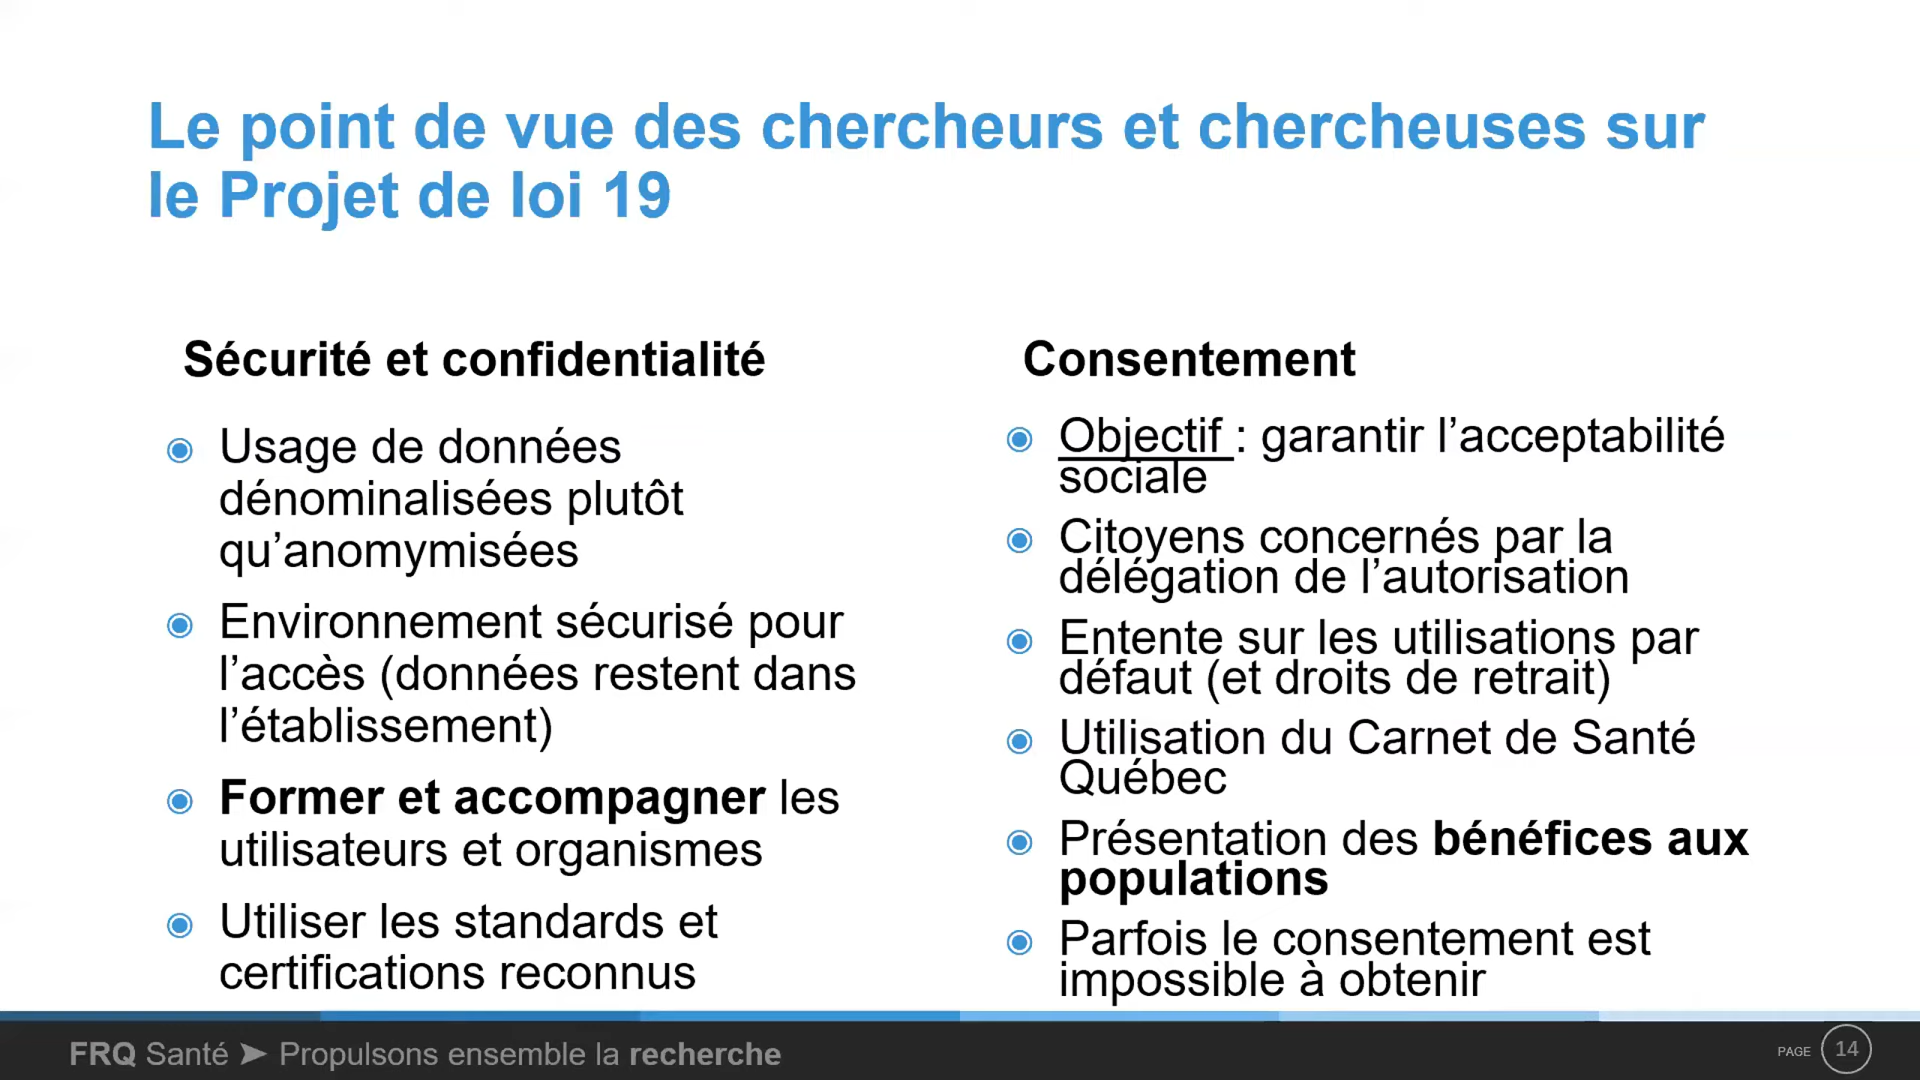 Le point de vue des chercheurs et chercheuses sur
le Projet de loi 19
Sécurité et confidentialité
Usage de données
dénominalisées plutôt
qu’anomymisées
Environnement sécurisé pour
l’accès (données restent dans
l’établissement)
Former et accompagner les
utilisateurs et organismes
Utiliser les standards et
certifications reconnus
Consentement
Objectif : garantir l’acceptabilité
sociale
Citoyens concernés par la
délégation de l’autorisation
Entente sur les utilisations par
défaut (et droits de retrait)
Utilisation du Carnet de Santé
Québec
Présentation des bénéfices aux
populations
Parfois le consentement est
impossible à obtenir
FRQ Santé ➤ Propulsons ensemble la recherche
PAGE 14